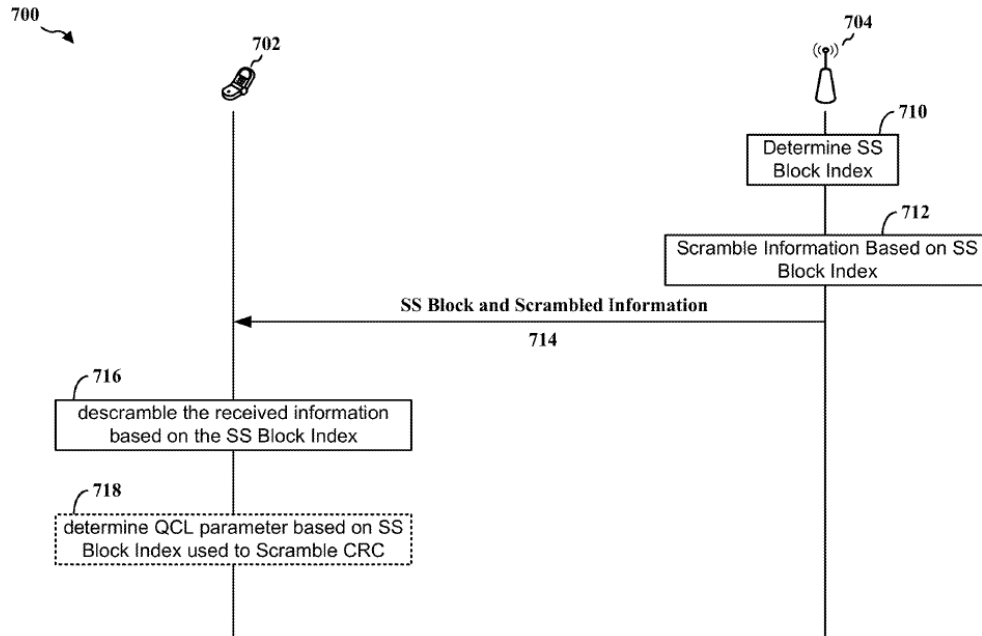 700
702
704
710
Determine SS
Block Index
712
Scramble Information Based on SS
Block Index
SS Block and Scrambled Information
714
716
descramble the received information
based on the SS Block Index
718
determine QCL parameter based on SS
Block Index used to Scramble CRC